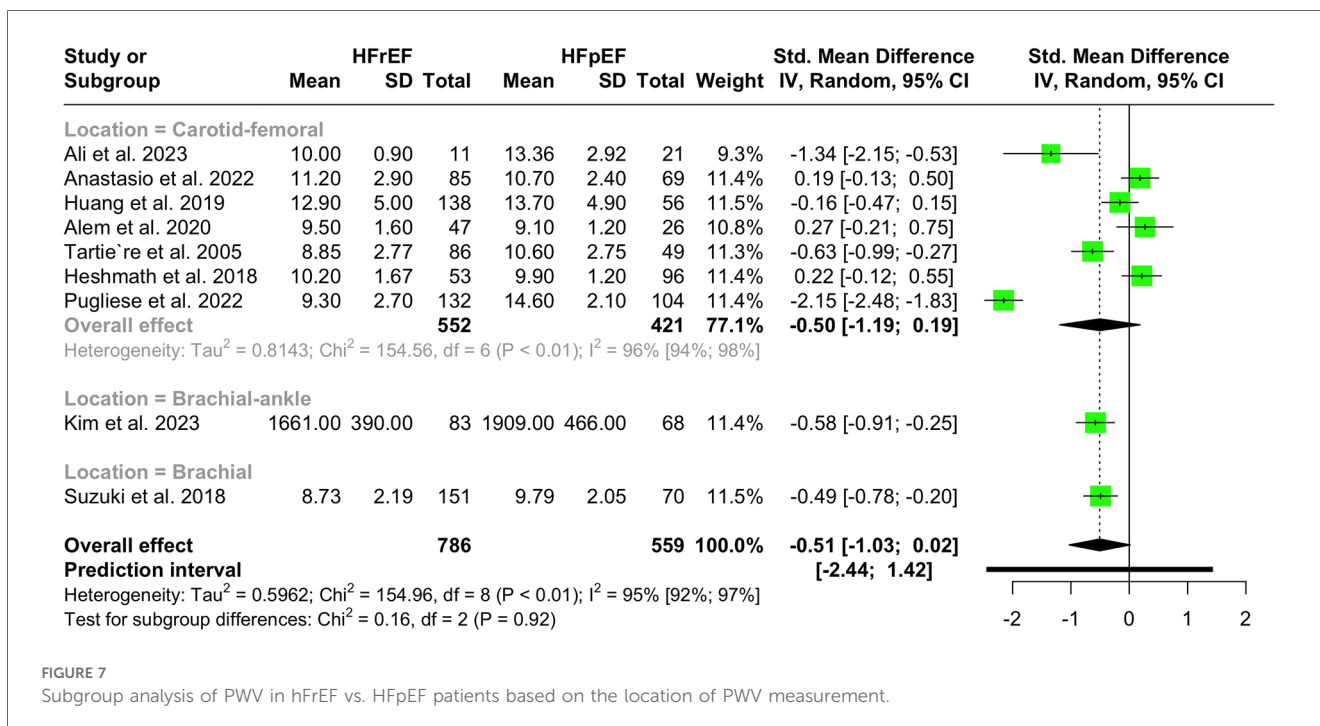 Study or HFrEF HFpEF Std. Mean Difference Std. Mean Difference
Subgroup Mean SD Total Mean SD Total Weight IV, Random, 95% CI IV, Random, 95% CI
Location = Carotid-femoral
Ali et al. 2023 10.00 0.90 11 13.36 2.92 21 9.3% -1.34 [-2.15; -0.53]
Anastasio et al. 2022 11.20 2.90 85 10.70 2.40 69 11.4% 0.19 [-0.13; 0.50]
Huang et al. 2019 12.90 5.00 138 13.70 4.90 56 11.5% -0.16 [-0.47; 0.15]
Alem et al. 2020 9.50 1.60 47 9.10 1.20 26 10.8% 0.27 [-0.21; 0.75]
Tartie`re et al. 2005 8.85 2.77 86 10.60 2.75 49 11.3% -0.63 [-0.99; -0.27]
Heshmath et al. 2018 10.20 1.67 53 9.90 1.20 96 11.4% 0.22 [-0.12; 0.55]
Pugliese et al. 2022 9.30 2.70 132 14.60 2.10 104 11.4% -2.15 [-2.48; -1.83]
Overall effect 552 421 77.1% -0.50 [-1.19; 0.19]
Heterogeneity: Tau² = 0.8143; Chi² = 154.56, df = 6 (P < 0.01); I² = 96% [94%; 98%]
Location = Brachial-ankle
Kim et al. 2023 1661.00 390.00 83 1909.00 466.00 68 11.4% -0.58 [-0.91; -0.25]
Location = Brachial
Suzuki et al. 2018 8.73 2.19 151 9.79 2.05 70 11.5% -0.49 [-0.78; -0.20]
Overall effect 786 559 100.0% -0.51 [-1.03; 0.02]
Prediction interval [-2.44; 1.42]
Heterogeneity: Tau² = 0.5962; Chi² = 154.96, df = 8 (P < 0.01); I² = 95% [92%; 97%]
Test for subgroup differences: Chi² = 0.16, df = 2 (P = 0.92) -2 -1 0 1 2
FIGURE 7
Subgroup analysis of PWV in hFrEF vs. HFpEF patients based on the location of PWV measurement.